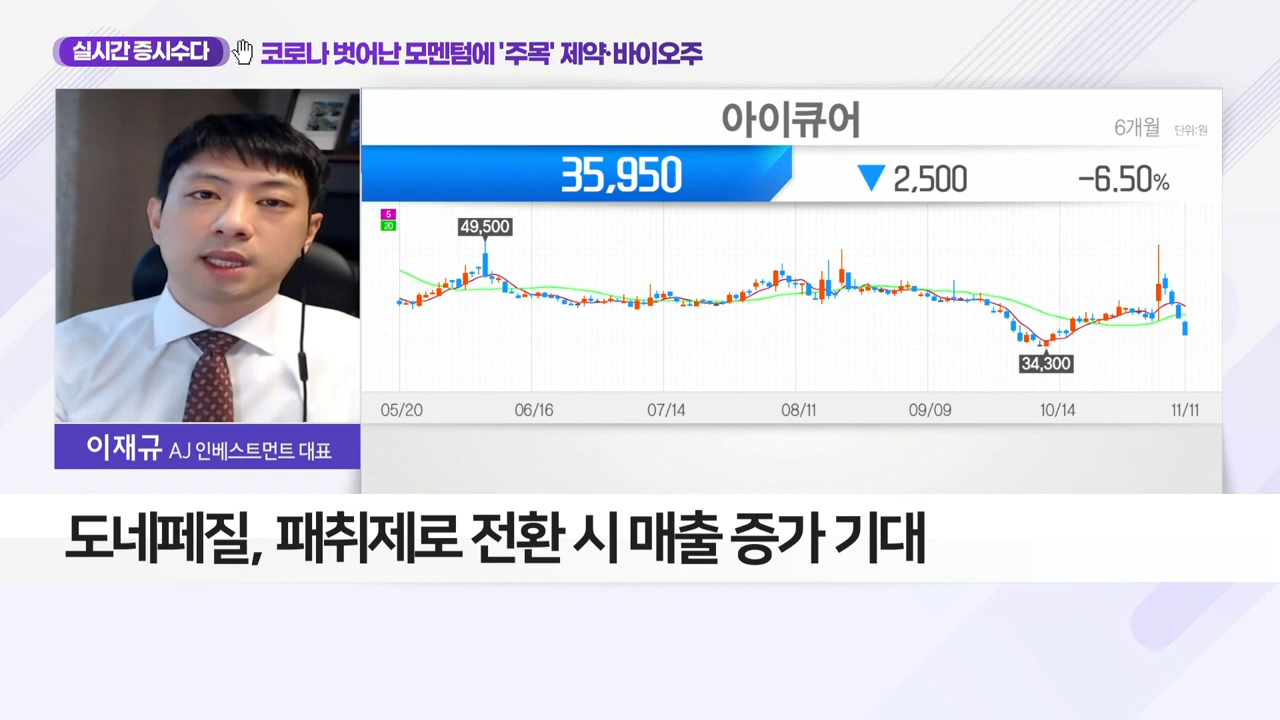 실시간 증시수다 코로나 벗어난 모멘텀에 '주목' 제약·바이오주
아이큐어
6개월 단위:원
35,950 ▼ 2,500 -6.50%
5
20
49,500
34,300
05/20 06/16 07/14 08/11 09/09 10/14 11/11
이재규 AJ 인베스트먼트 대표
도네페질, 패취제로 전환 시 매출 증가 기대